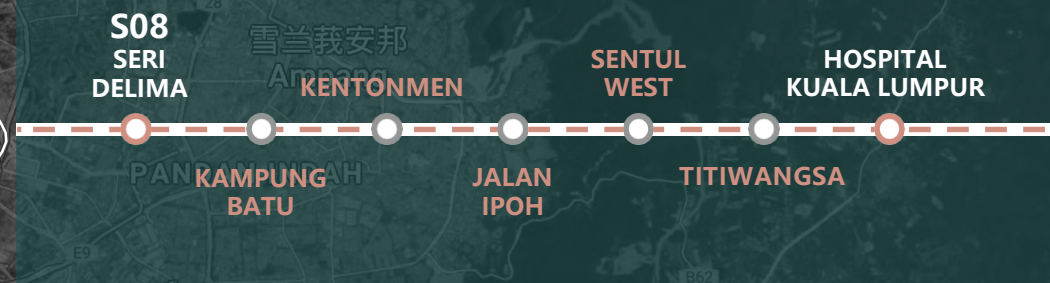 28
S08
SERI
DELIMA
雪兰莪安邦
Ampang
KENTONMEN
SENTUL
WEST
HOSPITAL
KUALA LUMPUR
PANDAN INDAH
KAMPUNG
BATU
JALAN
IPOH
TITIWANGSA
E9
B62